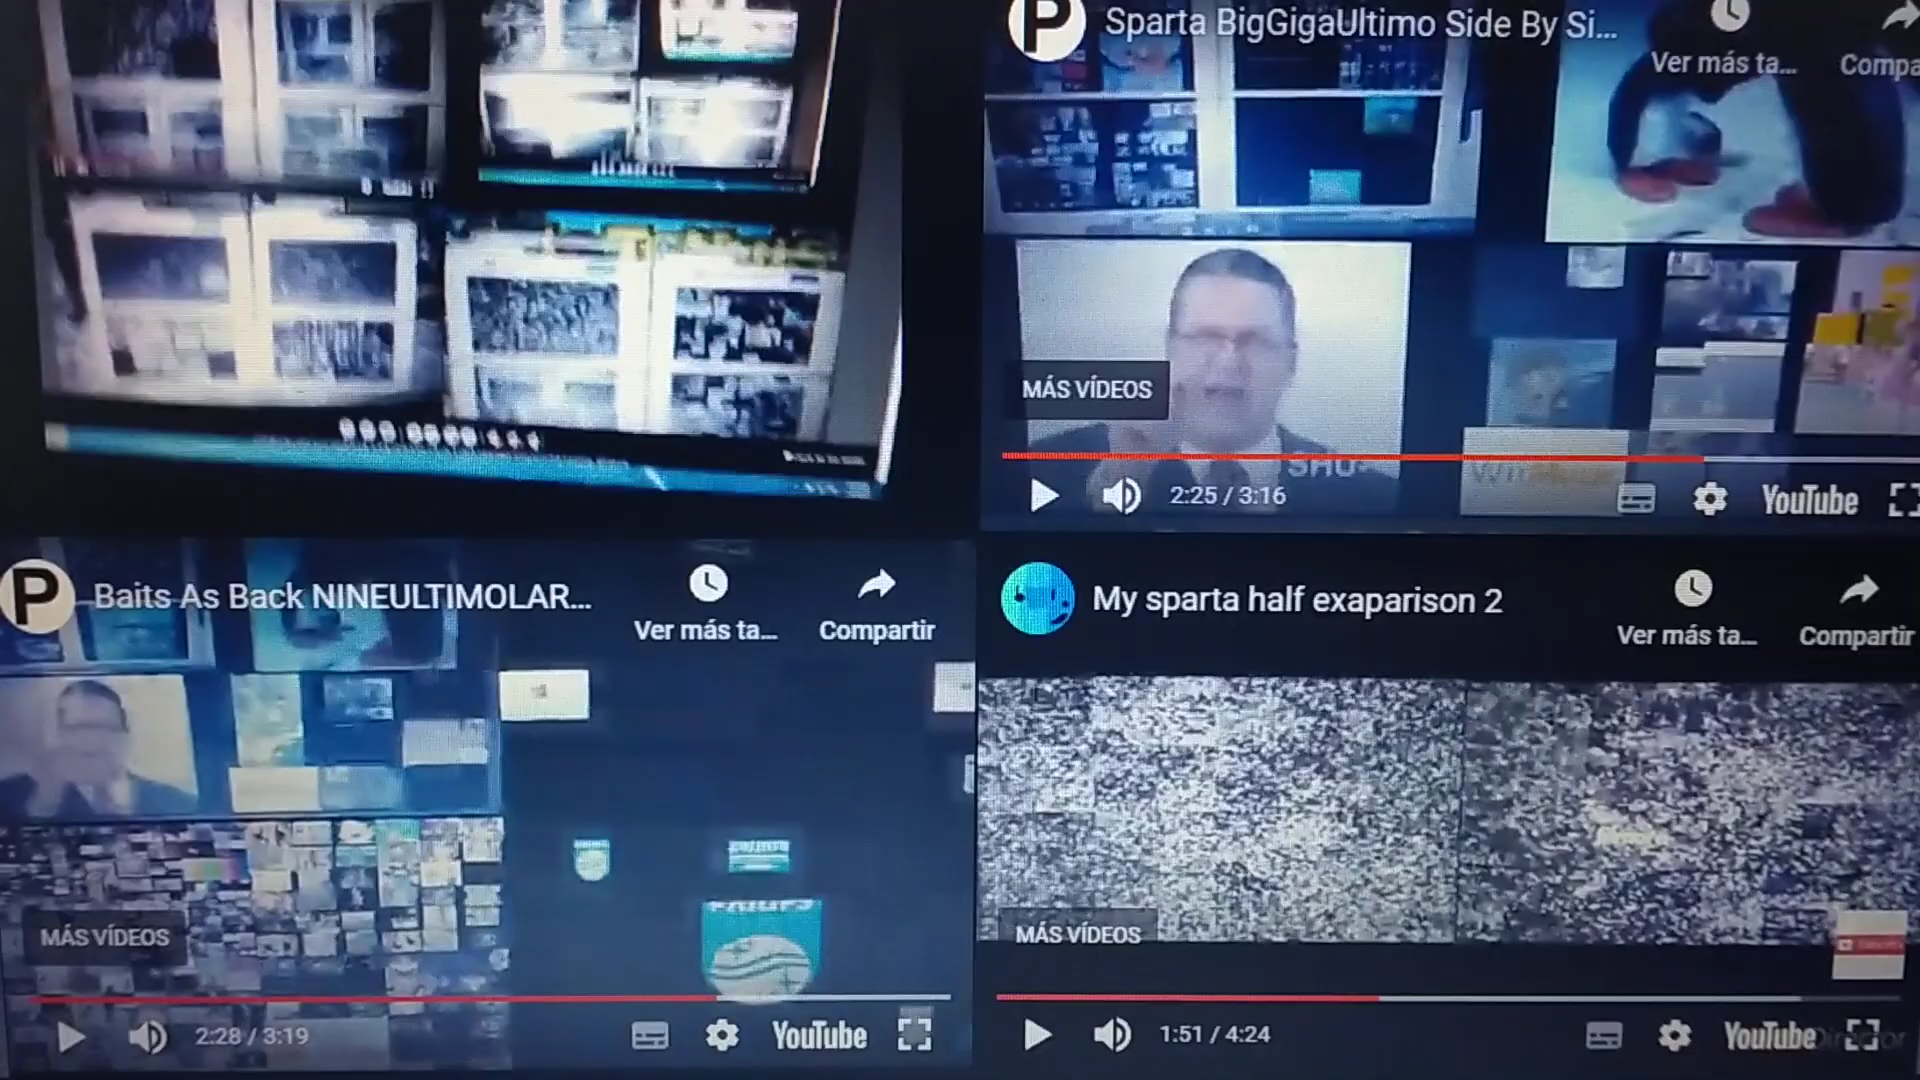 P
Sparta BigGigaUltimo Side By Si...
Ver más ta...
Compa
MÁS VÍDEOS
SHU-
2:25 / 3:16
YouTube
P
Baits As Back NINEULTIMOLAR...
Ver más ta...
Compartir
PHILIPS
MÁS VÍDEOS
2:28 / 3:19
YouTube
My sparta half exaparison 2
Ver más ta...
Compartir
MÁS VÍDEOS
1:51 / 4:24
YouTube